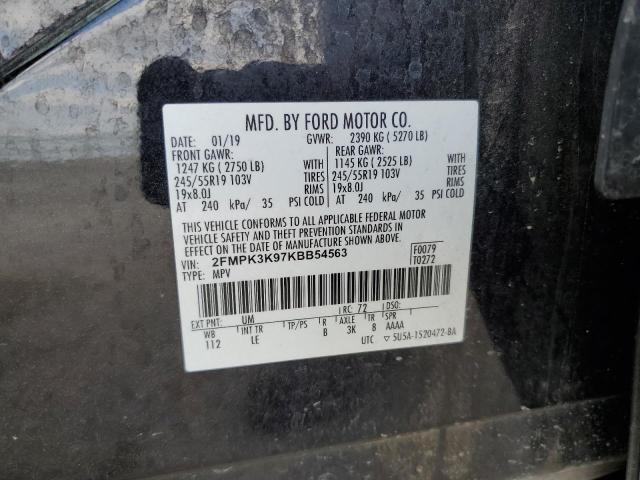 MFD. BY FORD MOTOR CO.
DATE: 01/19 GVWR: 2390 KG ( 5270 LB)
FRONT GAWR: REAR GAWR:
1247 KG ( 2750 LB) WITH 1145 KG ( 2525 LB) WITH
245/55R19 103V TIRES 245/55R19 103V TIRES
19x8.0J RIMS 19x8.0J RIMS
AT 240 kPa/ 35 PSI COLD AT 240 kPa/ 35 PSI COLD
THIS VEHICLE CONFORMS TO ALL APPLICABLE FEDERAL MOTOR
VEHICLE SAFETY AND THEFT PREVENTION STANDARDS IN EFFECT
ON THE DATE OF MANUFACTURE SHOWN ABOVE.
VIN: 2FMPK3K97KBB54563 F0079
TYPE: MPV T0272
EXT PNT: UM RC: 72 DSO:
WB INT TR TP/PS R AXLE TR SPR
112 LE B 3K 8 AAAA
UTC ▽ 5U5A-1520472-BA